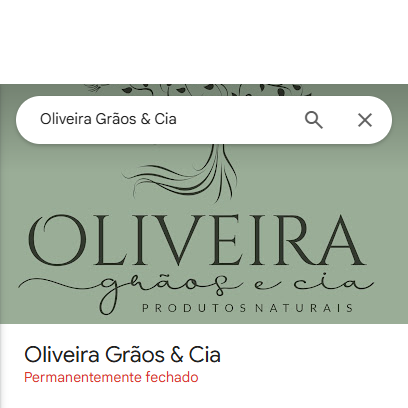 Oliveira Grãos & Cia
OLIVEIRA
grãos e cia
PRODUTOS NATURAIS
Oliveira Grãos & Cia
Permanentemente fechado